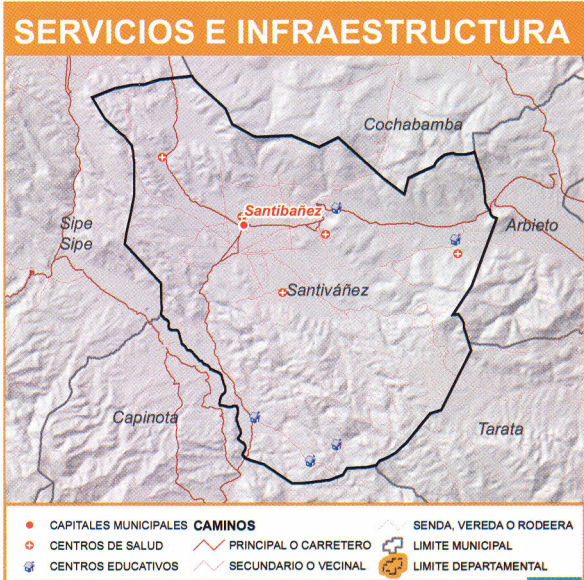 SERVICIOS E INFRAESTRUCTURA
Cochabamba
Santibañez
Sipe
Sipe
Arbieto
Santiváñez
Capinota
Tarata
CAPITALES MUNICIPALES
CENTROS DE SALUD
CENTROS EDUCATIVOS
CAMINOS
PRINCIPAL O CARRETERO
SECUNDARIO O VECINAL
SENDA, VEREDA O RODEERA
LIMITE MUNICIPAL
LIMITE DEPARTAMENTAL